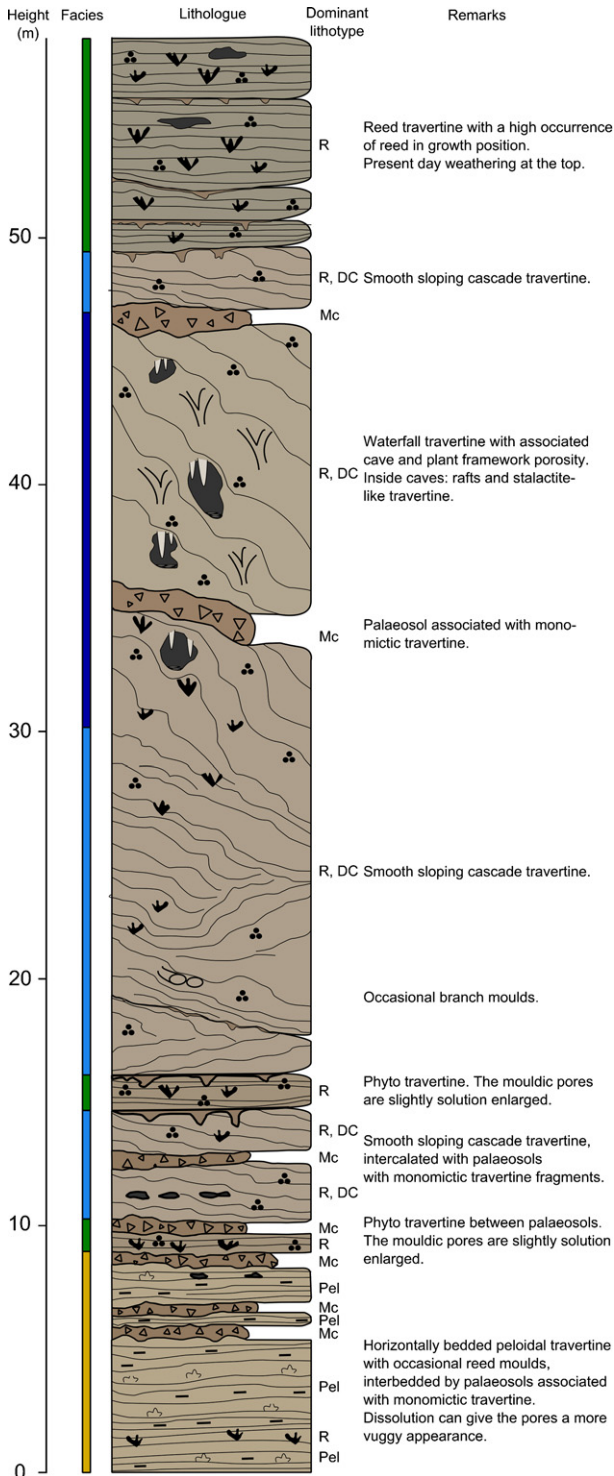 Height (m)
Facies
Lithologue
Dominant lithotype
Remarks
R
Reed travertine with a high occurrence
of reed in growth position.
Present day weathering at the top.
50
R, DC
Smooth sloping cascade travertine.
Mc
Waterfall travertine with associated
cave and plant framework porosity.
R, DC
Inside caves: rafts and stalactite-
like travertine.
40
Mc
Palaeosol associated with mono-
mictic travertine.
30
R, DC
Smooth sloping cascade travertine.
20
Occasional branch moulds.
R
Phyto travertine. The mouldic pores
are slightly solution enlarged.
R, DC
Smooth sloping cascade travertine,
intercalated with palaeosols
with monomictic travertine fragments.
Mc
R, DC
10
Mc
Phyto travertine between palaeosols.
R
The mouldic pores are slightly solution
enlarged.
Mc
Pel
Mc
Pel
Mc
Horizontally bedded peloidal travertine
with occasional reed moulds,
interbedded by palaeosols associated
with monomictic travertine.
Dissolution can give the pores a more
vuggy appearance.
Pel
R
Pel
0